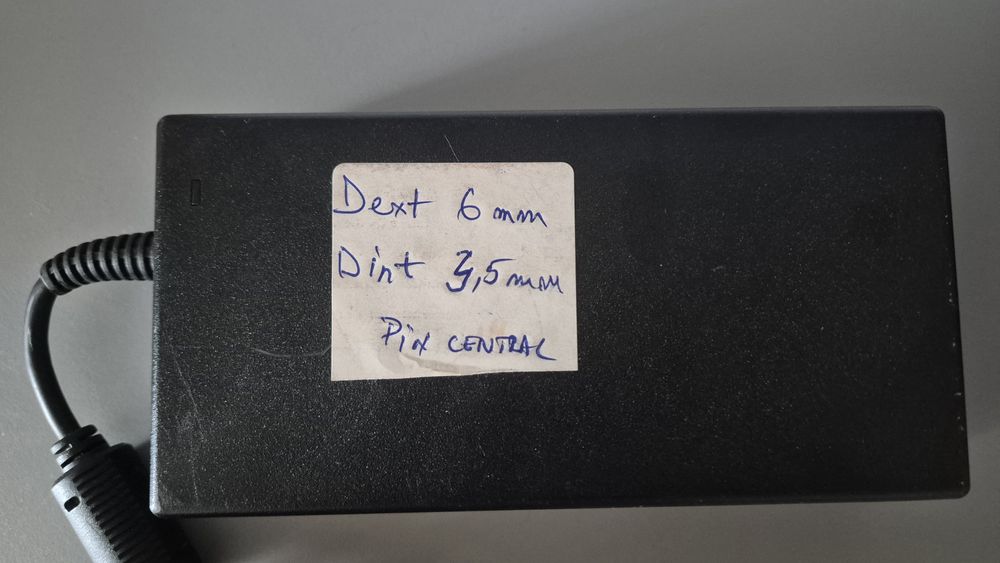 Dext 6 mm
Dint 3,5 mm
Pin CENTRAL